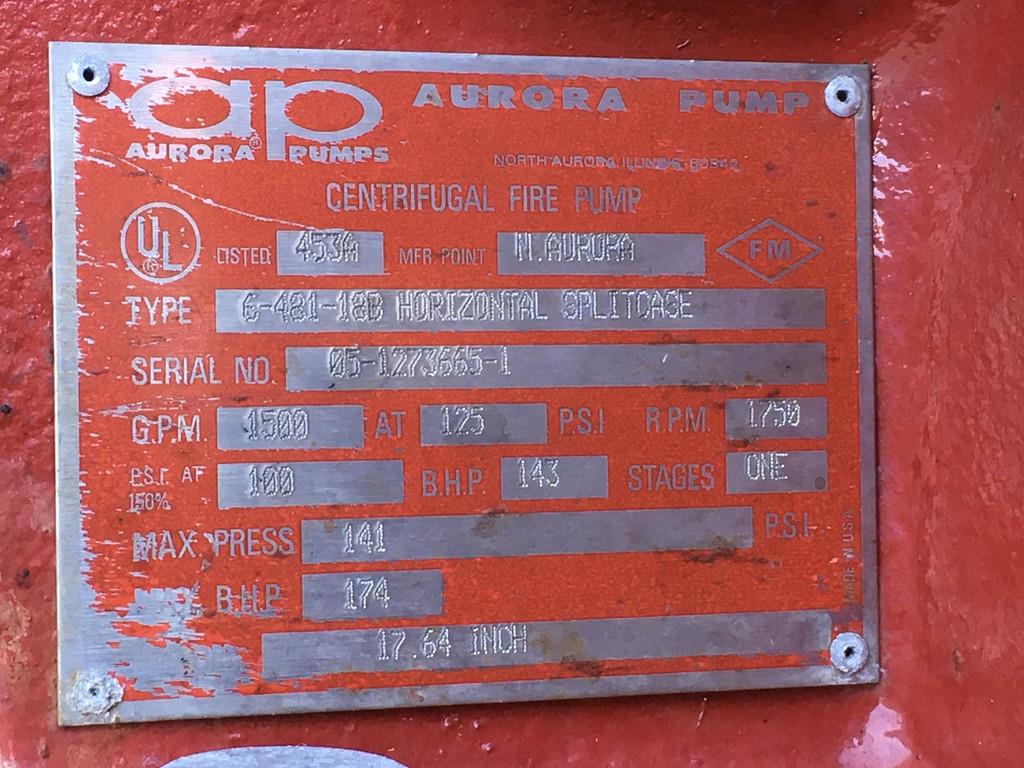 ap AURORA PUMP
AURORA® PUMPS
NORTH AURORA, ILLINOIS 60542
CENTRIFUGAL FIRE PUMP
UL® LISTED 453A MFR POINT N.AURORA FM
TYPE 6-481-18B HORIZONTAL SPLITCASE
SERIAL NO. 05-1273665-1
G.P.M. 1500 AT 125 P.S.I R.P.M. 1750
P.S.I. AT 150% 100 B.H.P. 143 STAGES ONE
MAX PRESS 141 P.S.I.
MAX B.H.P. 174
17.64 INCH
MADE IN U.S.A.